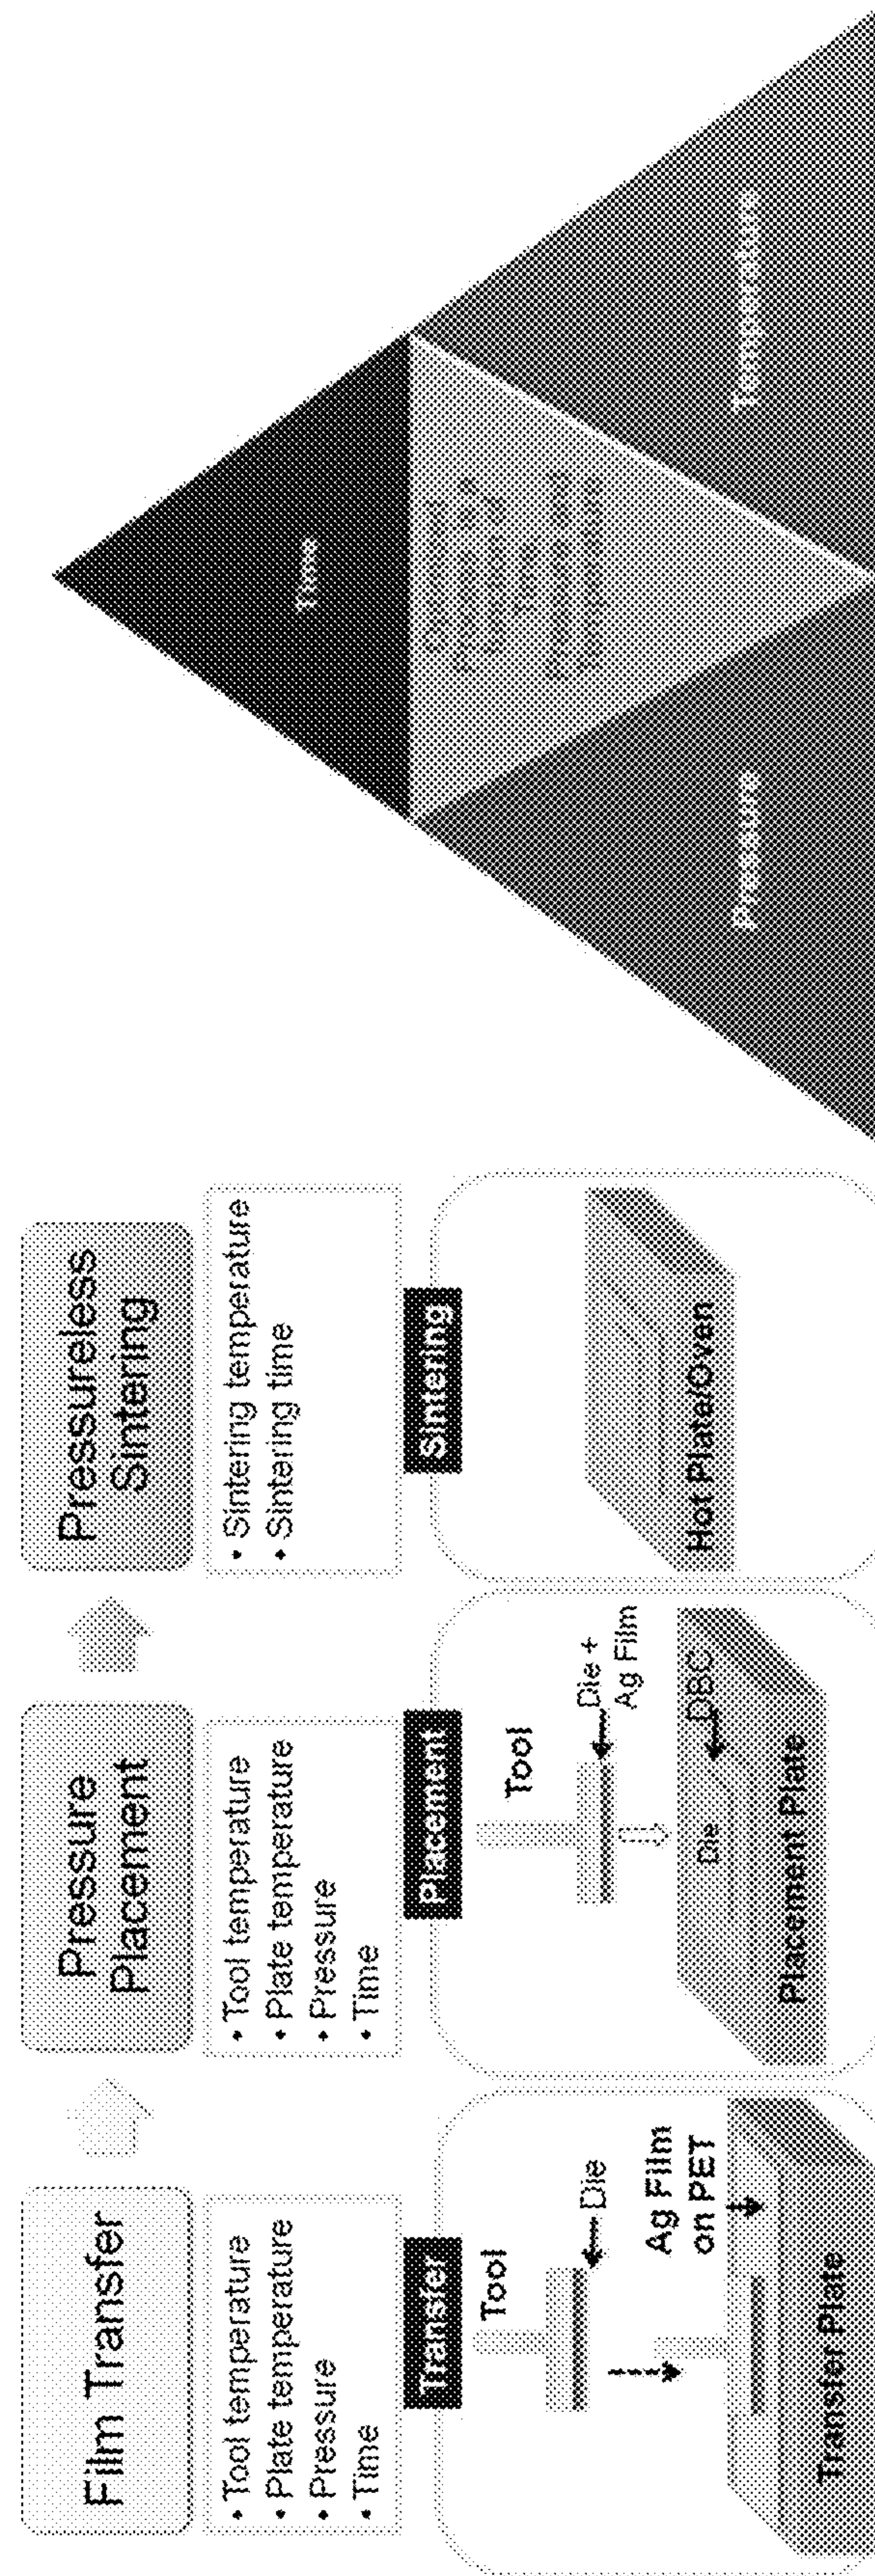 Film Transfer
• Tool temperature
• Plate temperature
• Pressure
• Time
Transfer
Tool
Die
Ag Film
on PET
Transfer Plate
Pressure
Placement
• Tool temperature
• Plate temperature
• Pressure
• Time
Placement
Tool
Die +
Ag Film
Die
DBC
Placement Plate
Pressureless
Sintering
• Sintering temperature
• Sintering time
Sintering
Hot Plate/Oven
Time
Pressure
Temperature